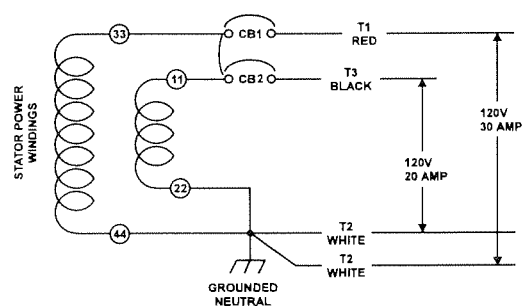 33
CB1
T1
RED
11
CB2
T3
BLACK
STATOR POWER
WINDINGS
120V
30 AMP
120V
20 AMP
22
44
T2
WHITE
T2
WHITE
GROUNDED
NEUTRAL